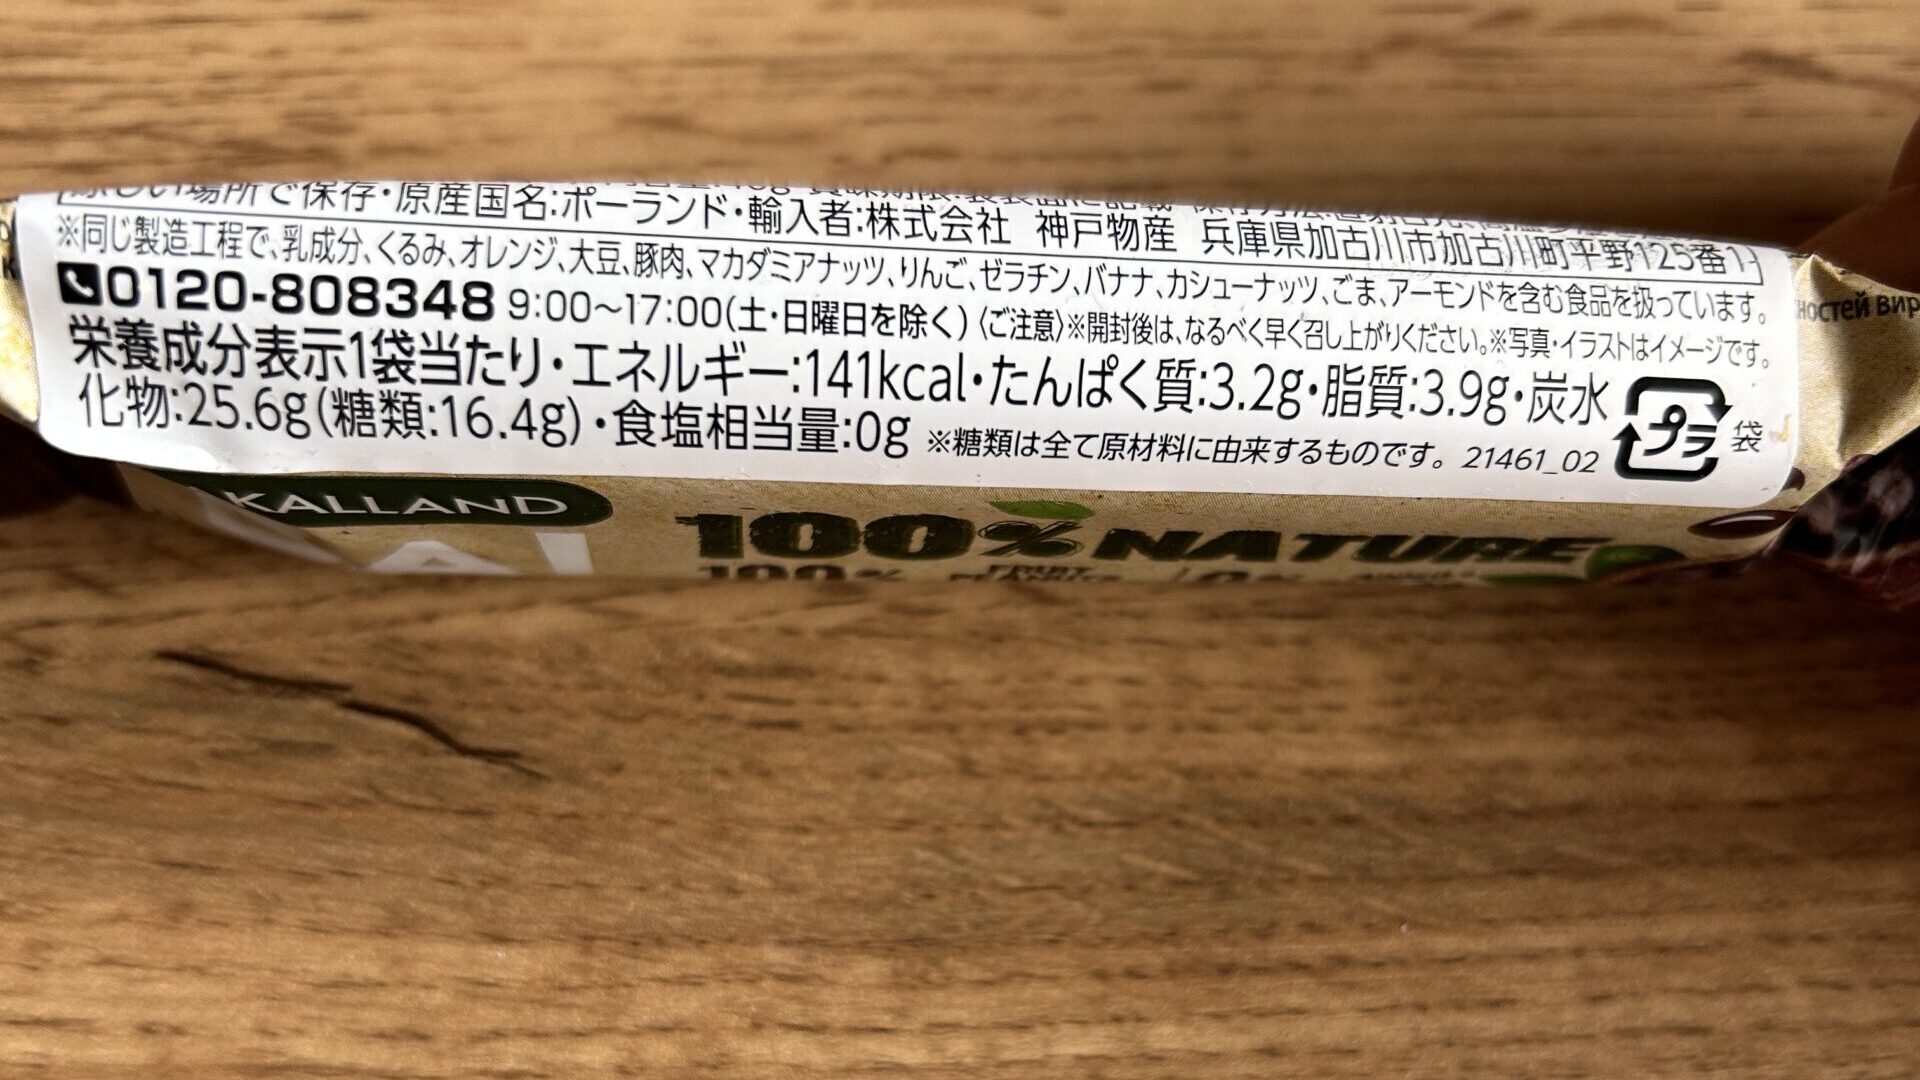 場所で保存・原産国名:ポーランド・輸入者:株式会社 神戸物産 兵庫県加古川市加古川町平野125番1
※同じ製造工程で、乳成分、くるみ、オレンジ、大豆、豚肉、マカダミアナッツ、りんご、ゼラチン、バナナ、カシューナッツ、ごま、アーモンドを含む食品を扱っています。
0120-808348 9:00～17:00(土・日曜日を除く) 〈ご注意〉※開封後は、なるべく早く召し上がりください。※写真・イラストはイメージです。
栄養成分表示1袋当たり・エネルギー:141kcal・たんぱく質:3.2g・脂質:3.9g・炭水
化物:25.6g(糖類:16.4g)・食塩相当量:0g ※糖類は全て原材料に由来するものです。21461_02
プラ 袋
ностей
KALLAND
100% NATURE